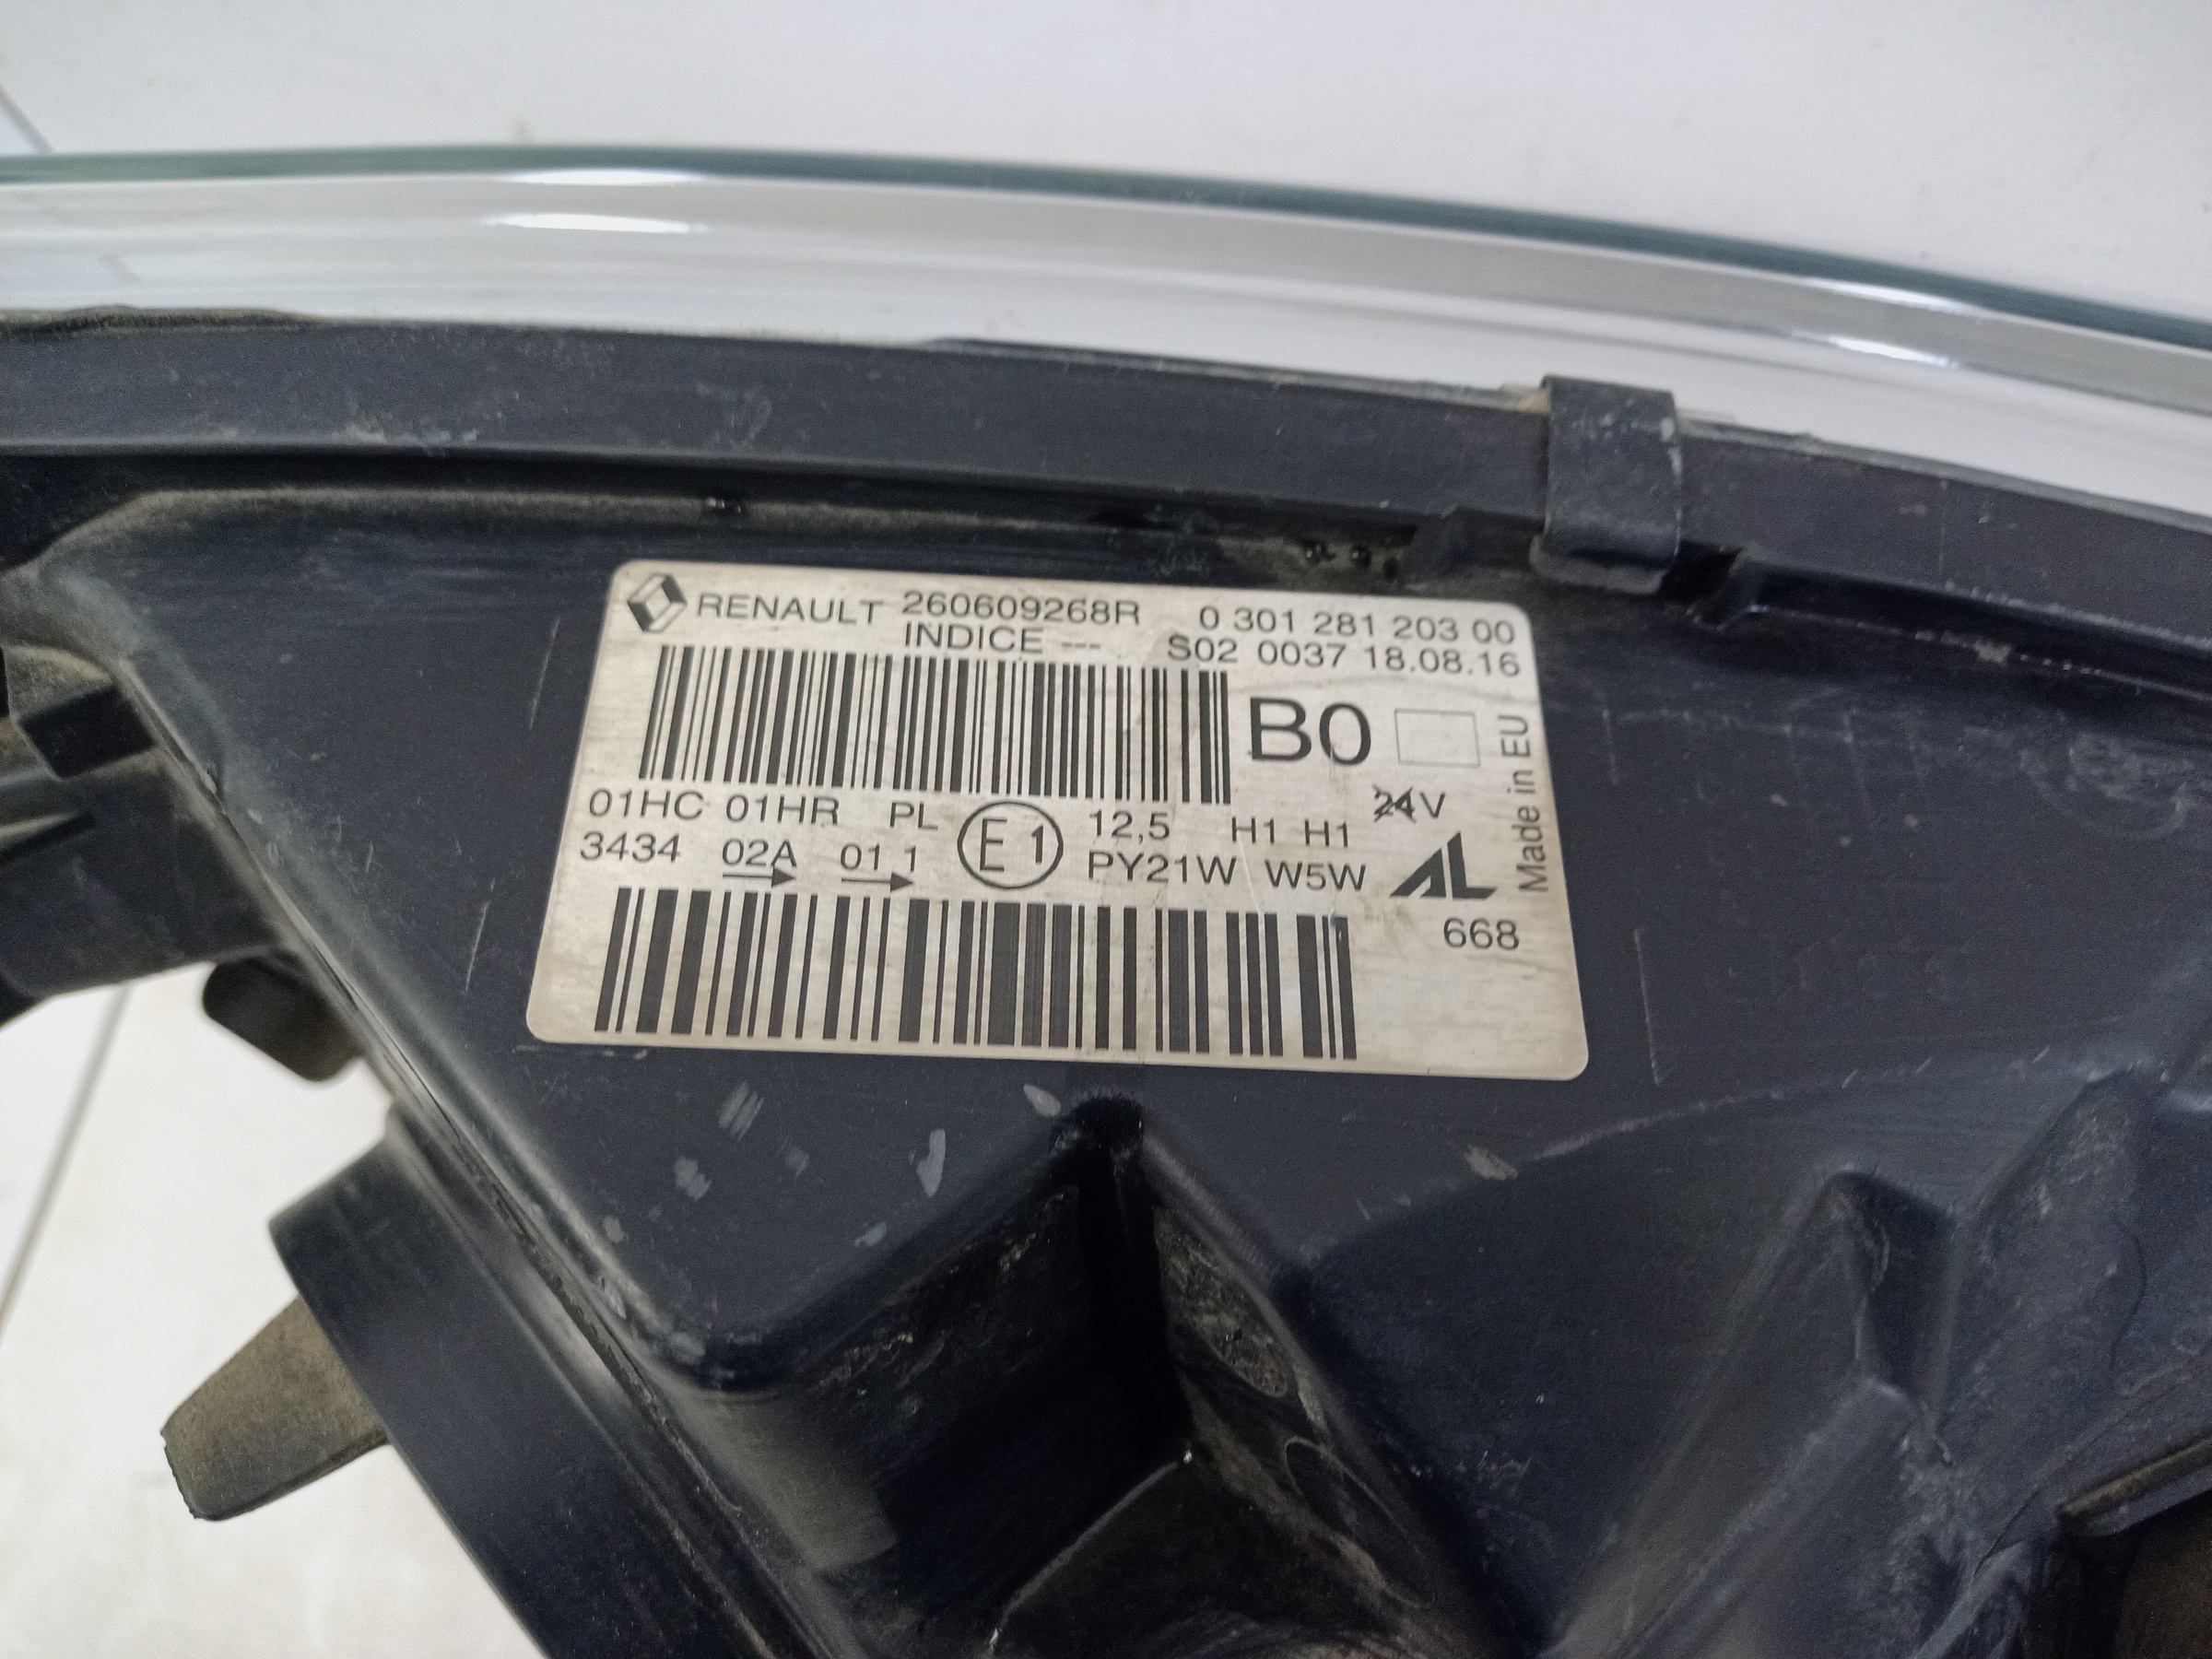 RENAULT 260609268R 0 301 281 203 00
INDICE --- S02 0037 18.08.16
B0
Made in EU
01HC 01HR PL E1 12,5 H1 H1 24V
3434 02A 01 1 PY21W W5W AL
668